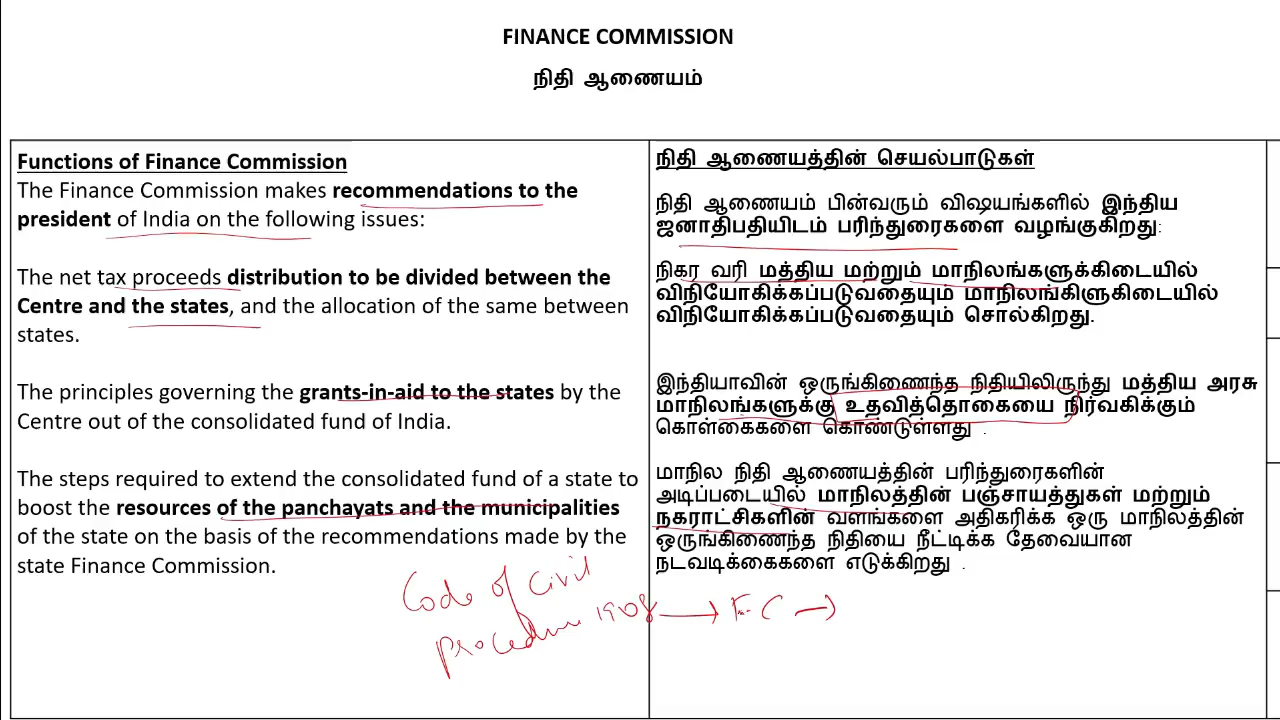 FINANCE COMMISSION
நிதி ஆணையம்
Functions of Finance Commission
The Finance Commission makes recommendations to the
president of India on the following issues:
The net tax proceeds distribution to be divided between the
Centre and the states, and the allocation of the same between
states.
The principles governing the grants-in-aid to the states by the
Centre out of the consolidated fund of India.
The steps required to extend the consolidated fund of a state to
boost the resources of the panchayats and the municipalities
of the state on the basis of the recommendations made by the
state Finance Commission.
நிதி ஆணையத்தின் செயல்பாடுகள்
நிதி ஆணையம் பின்வரும் விஷயங்களில் இந்திய
ஜனாதிபதியிடம் பரிந்துரைகளை வழங்குகிறது:
நிகர வரி மத்திய மற்றும் மாநிலங்களுக்கிடையில்
விநியோகிக்கப்படுவதையும் மாநிலங்கிளுகிடையில்
விநியோகிக்கப்படுவதையும் சொல்கிறது.
இந்தியாவின் ஒருங்கிணைந்த நிதியிலிருந்து மத்திய அரசு
மாநிலங்களுக்கு உதவித்தொகையை நிர்வகிக்கும்
கொள்கைகளை கொண்டுள்ளது .
மாநில நிதி ஆணையத்தின் பரிந்துரைகளின்
அடிப்படையில் மாநிலத்தின் பஞ்சாயத்துகள் மற்றும்
நகராட்சிகளின் வளங்களை அதிகரிக்க ஒரு மாநிலத்தின்
ஒருங்கிணைந்த நிதியை நீட்டிக்க தேவையான
நடவடிக்கைகளை எடுக்கிறது .
Code of Civil
procedure 1908 → F.C →